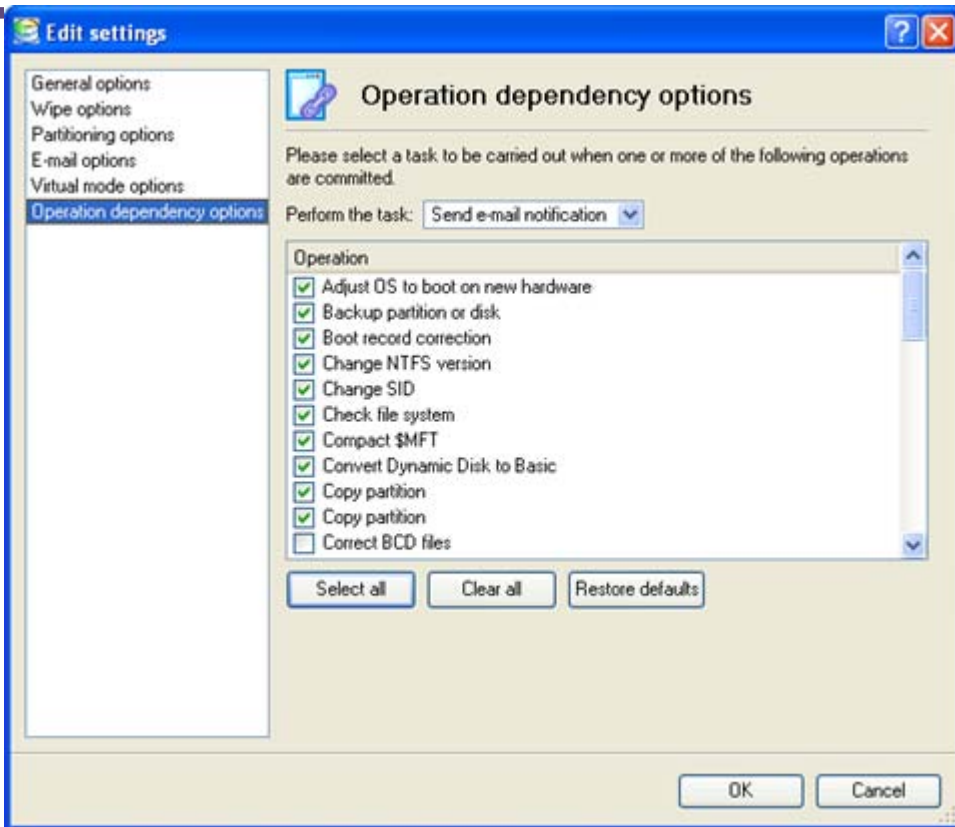 Edit settings
General options
Wipe options
Partitioning options
E-mail options
Virtual mode options
Operation dependency options
Operation dependency options
Please select a task to be carried out when one or more of the following operations
are committed.
Perform the task: Send e-mail notification
Operation
Adjust OS to boot on new hardware
Backup partition or disk
Boot record correction
Change NTFS version
Change SID
Check file system
Compact $MFT
Convert Dynamic Disk to Basic
Copy partition
Copy partition
Correct BCD files
Select all Clear all Restore defaults
OK Cancel